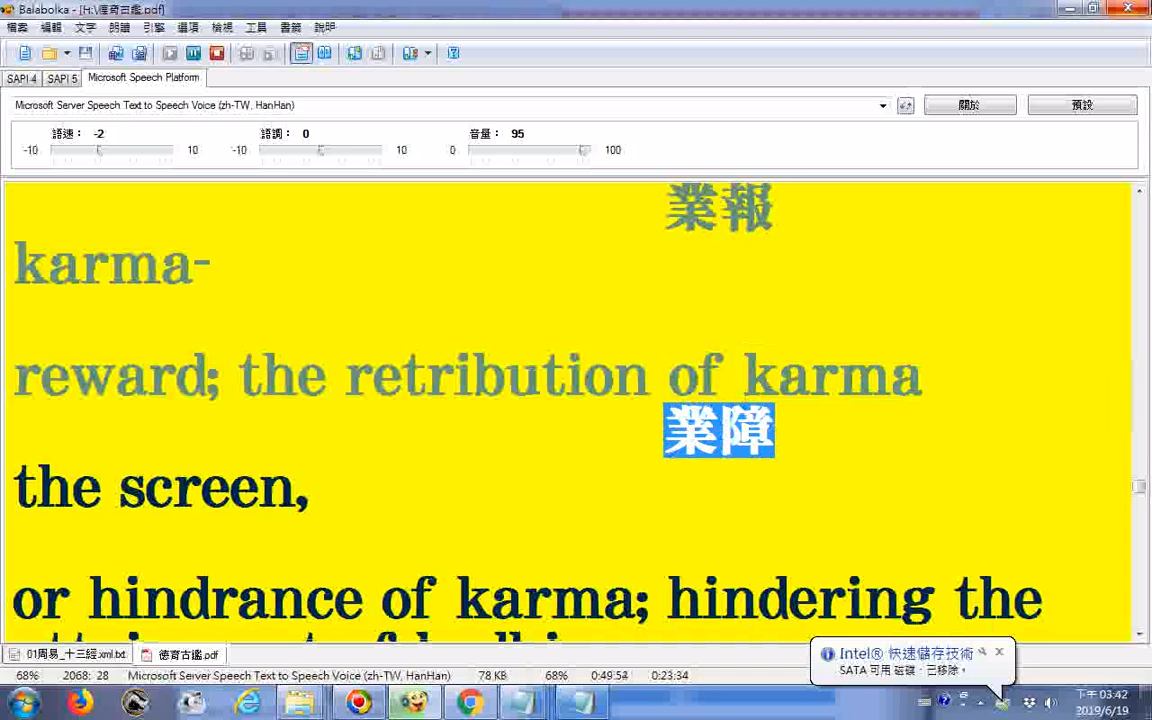 Balabolka - [H:\德育古鑑.pdf]
檔案 編輯 文字 朗讀 引擎 選項 檢視 工具 書籤 說明
SAPI 4 SAPI 5 Microsoft Speech Platform
Microsoft Server Speech Text to Speech Voice (zh-TW, HanHan) 關於 預設
語速： -2 語調： 0 音量： 95
-10 10 -10 10 0 100
業報
karma-
reward; the retribution of karma
業障
the screen,
or hindrance of karma; hindering the
01周易_十三經.xml.txt 德育古鑑.pdf
Intel® 快速儲存技術
SATA 可用 磁碟，已移除。
68% 2068: 28 Microsoft Server Speech Text to Speech Voice (zh-TW, HanHan) 78 KB 68% 0:49:54 0:23:34
下午 03:42
2019/6/19